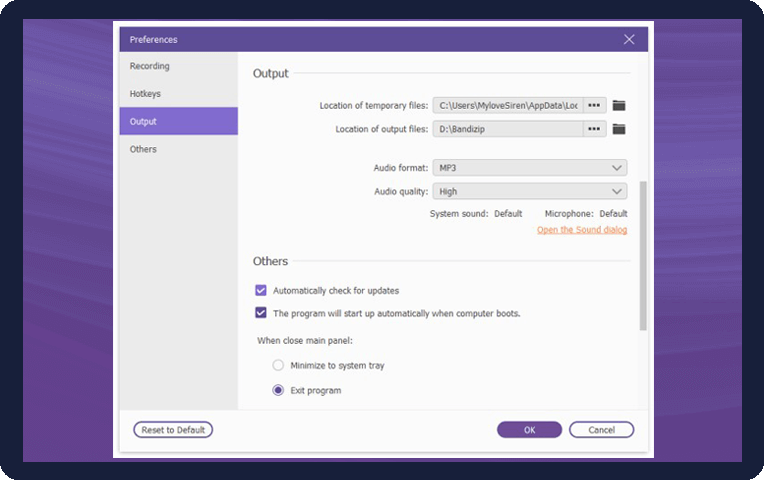 Preferences
Recording
Hotkeys
Output
Others
Output
Location of temporary files: C:\Users\MyloveSiren\AppData\Loc
Location of output files: D:\Bandizip
Audio format: MP3
Audio quality: High
System sound: Default Microphone: Default
Open the Sound dialog
Others
Automatically check for updates
The program will start up automatically when computer boots.
When close main panel:
Minimize to system tray
Exit program
Reset to Default OK Cancel